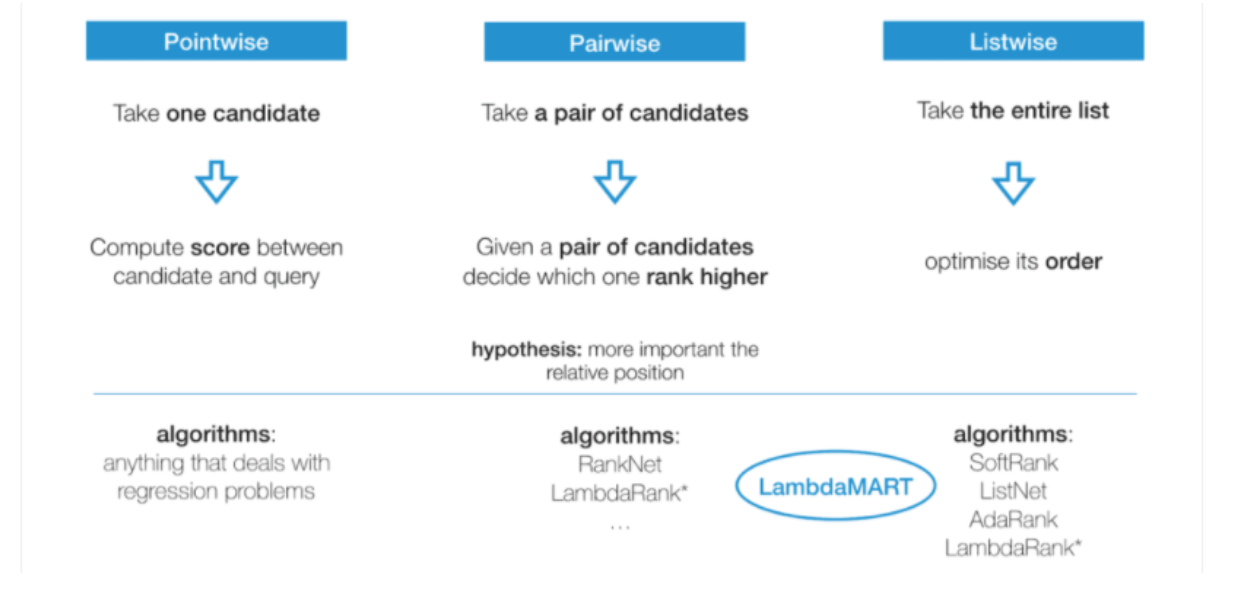 Pointwise
Take one candidate
Compute score between
candidate and query
algorithms:
anything that deals with
regression problems
Pairwise
Take a pair of candidates
Given a pair of candidates
decide which one rank higher
hypothesis: more important the
relative position
algorithms:
RankNet
LambdaRank*
...
LambdaMART
Listwise
Take the entire list
optimise its order
algorithms:
SoftRank
ListNet
AdaRank
LambdaRank*